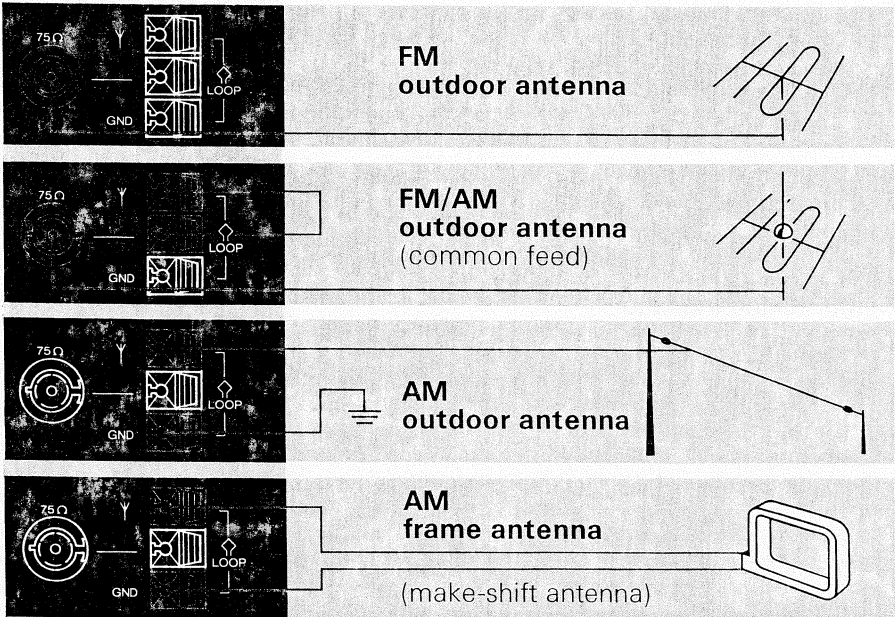 75Ω
LOOP
GND
FM
outdoor antenna
75Ω
LOOP
GND
FM/AM
outdoor antenna
(common feed)
75Ω
LOOP
GND
AM
outdoor antenna
75Ω
LOOP
GND
AM
frame antenna
(make-shift antenna)